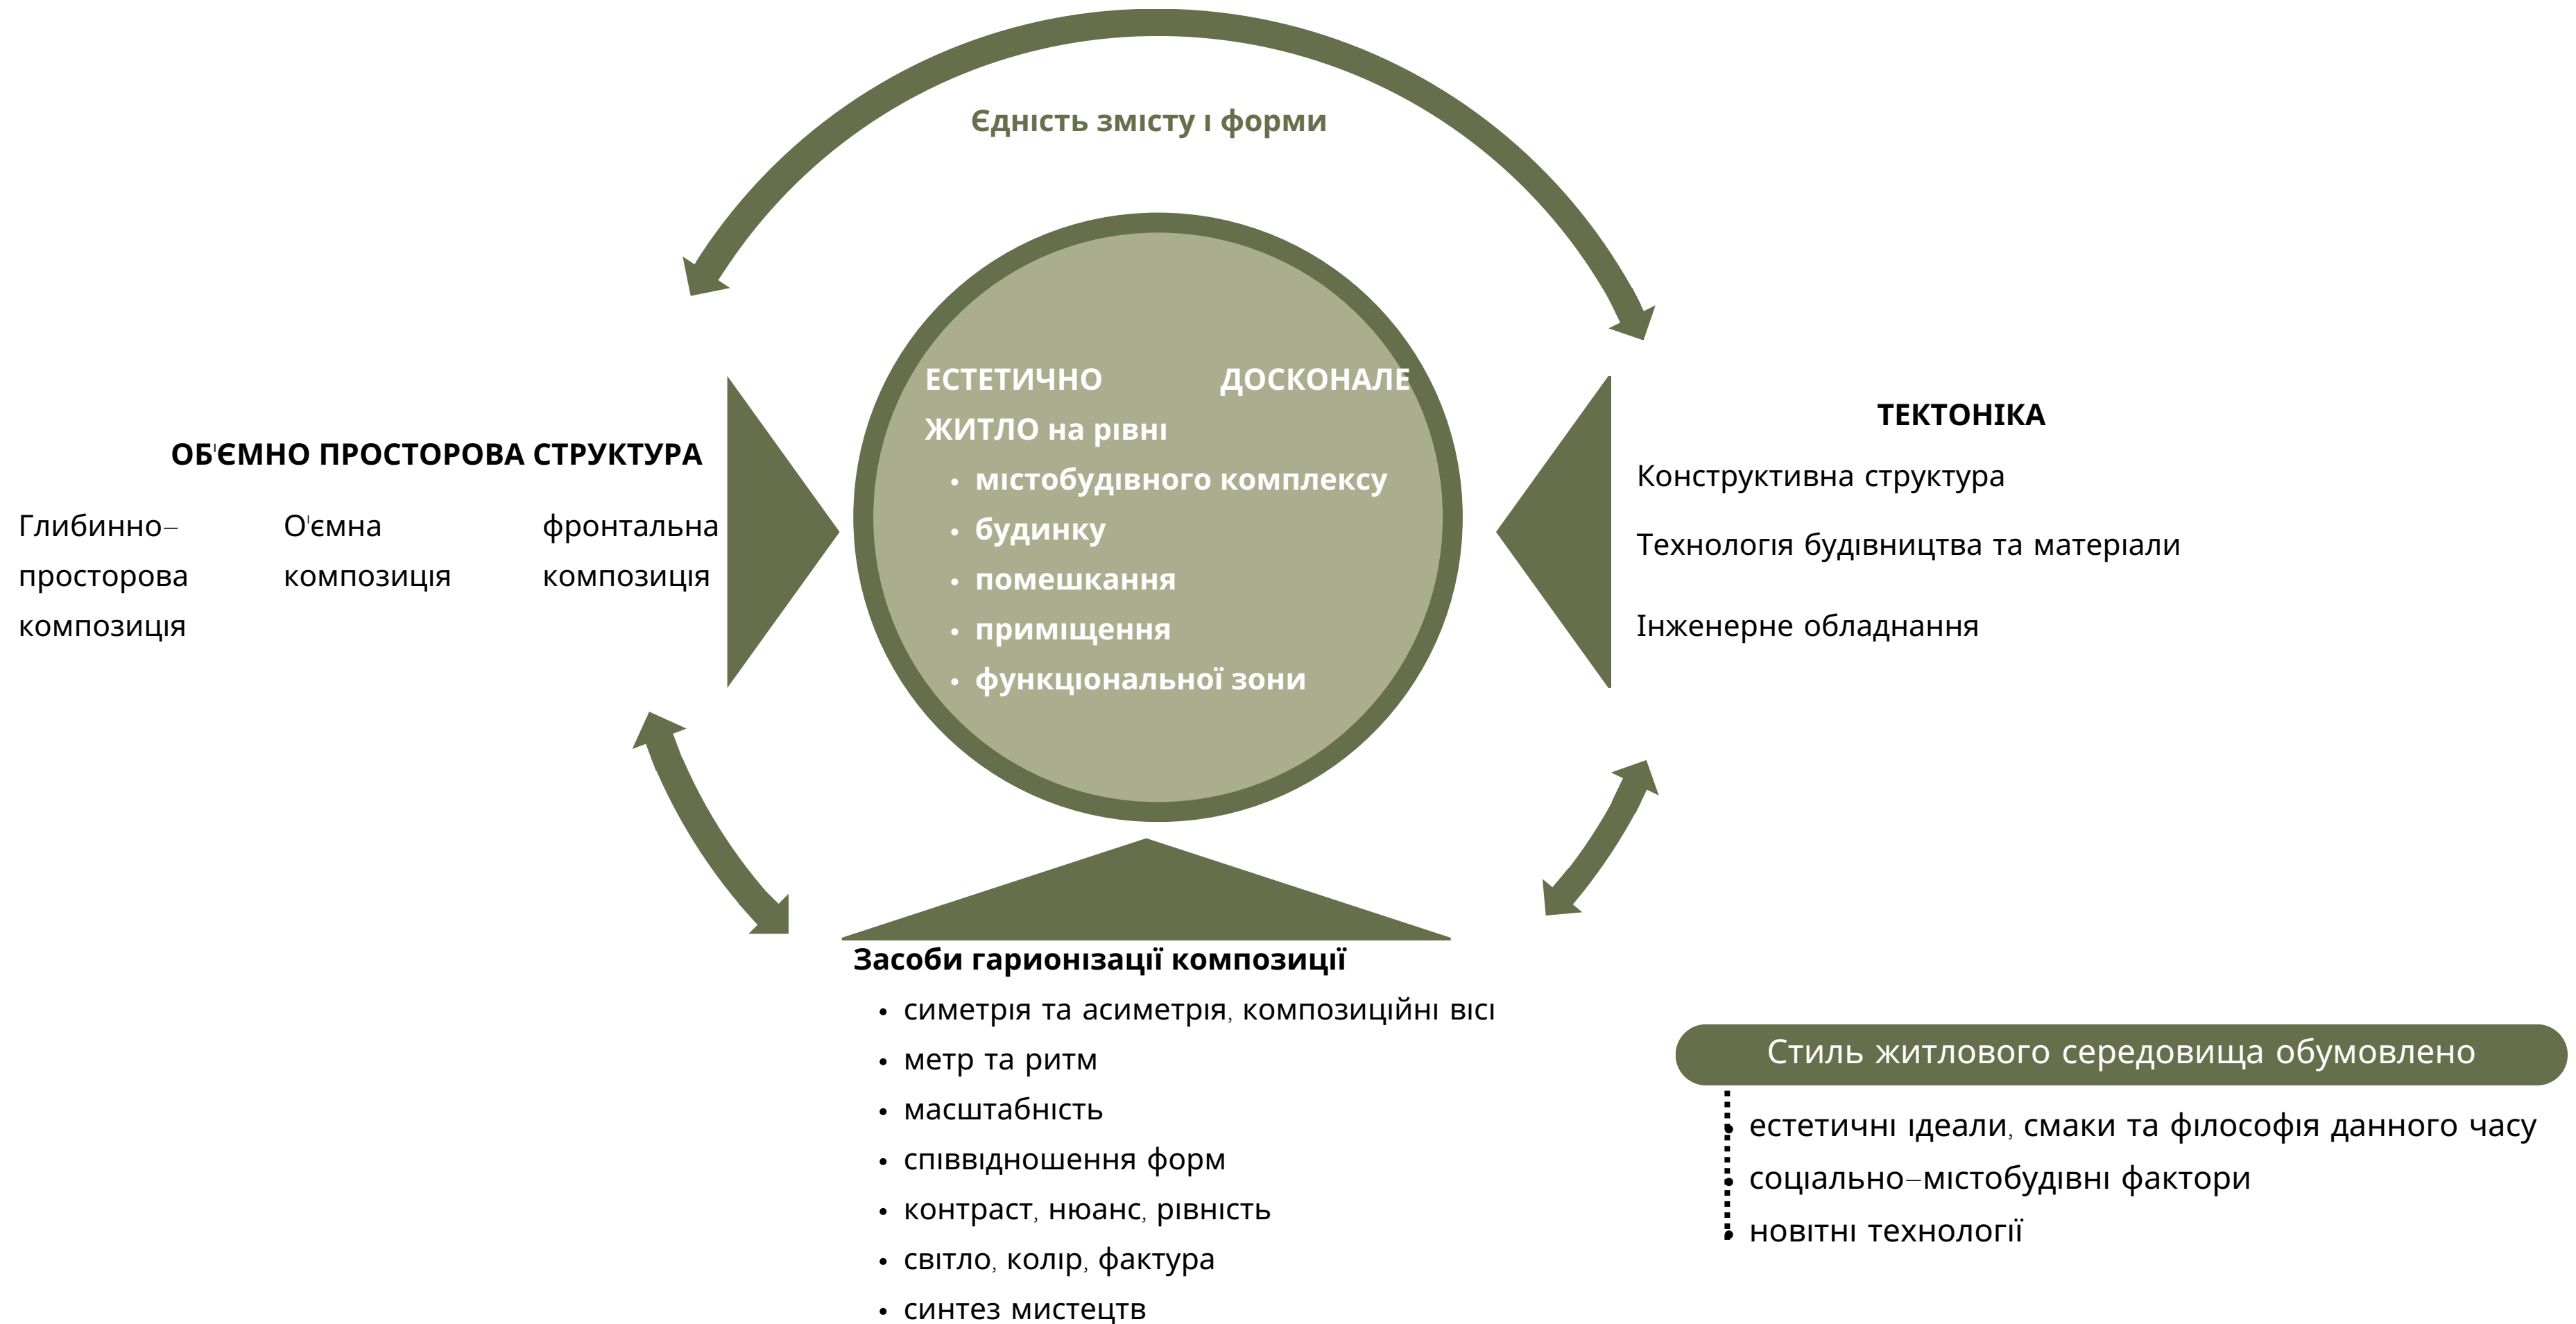 Єдність змісту і форми
ЕСТЕТИЧНО ДОСКОНАЛЕ
ЖИТЛО на рівні
• містобудівного комплексу
• будинку
• помешкання
• приміщення
• функціональної зони
ОБ'ЄМНО ПРОСТОРОВА СТРУКТУРА
Глибинно–
просторова
композиція
О'ємна
композиція
фронтальна
композиція
ТЕКТОНІКА
Конструктивна структура
Технологія будівництва та матеріали
Інженерне обладнання
Засоби гарионізації композиції
• симетрія та асиметрія, композиційні вісі
• метр та ритм
• масштабність
• співвідношення форм
• контраст, нюанс, рівність
• світло, колір, фактура
• синтез мистецтв
Стиль житлового середовища обумовлено
• естетичні ідеали, смаки та філософія данного часу
• соціально–містобудівні фактори
• новітні технології